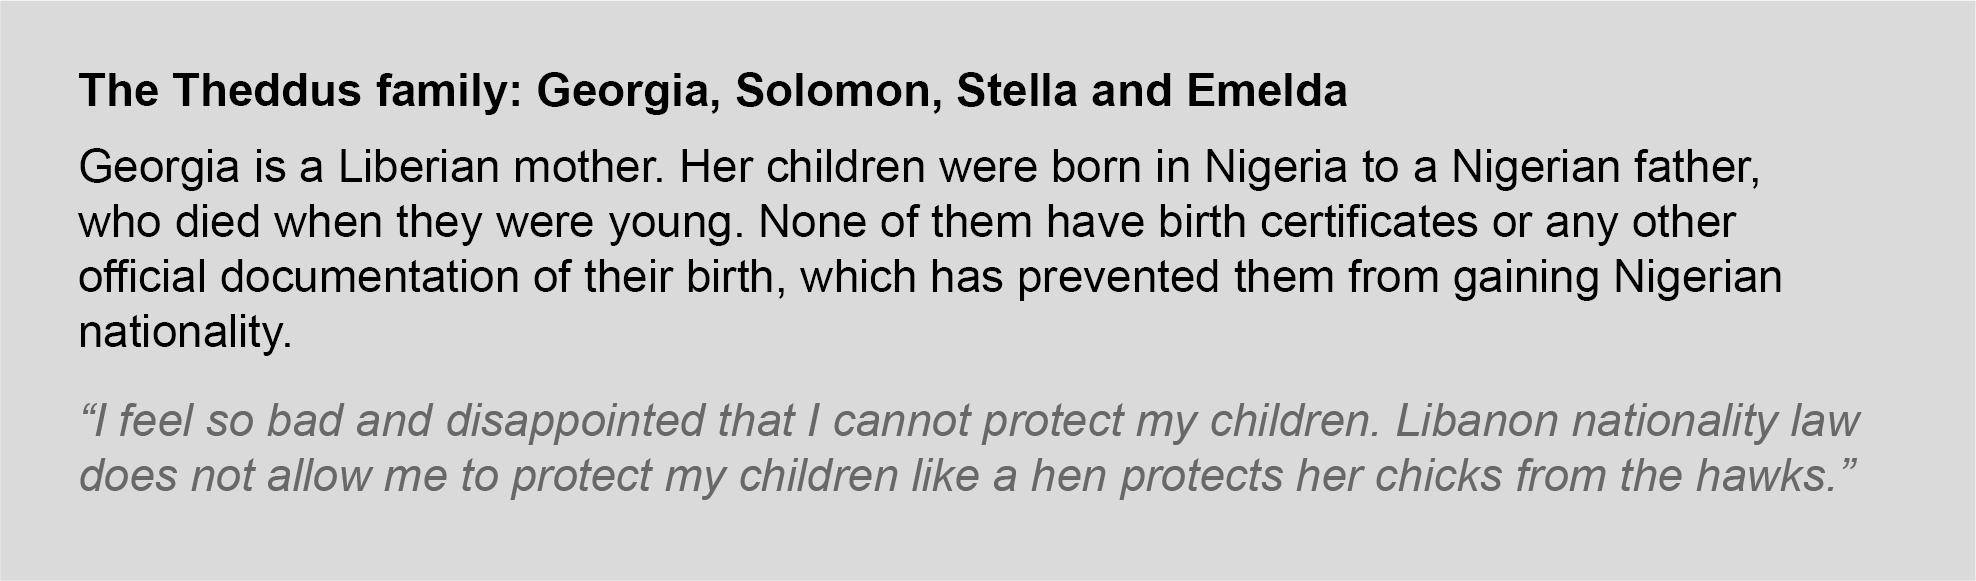 The Theddus family: Georgia, Solomon, Stella and Emelda
Georgia is a Liberian mother. Her children were born in Nigeria to a Nigerian father,
who died when they were young. None of them have birth certificates or any other
official documentation of their birth, which has prevented them from gaining Nigerian
nationality.
“I feel so bad and disappointed that I cannot protect my children. Libanon nationality law
does not allow me to protect my children like a hen protects her chicks from the hawks.”